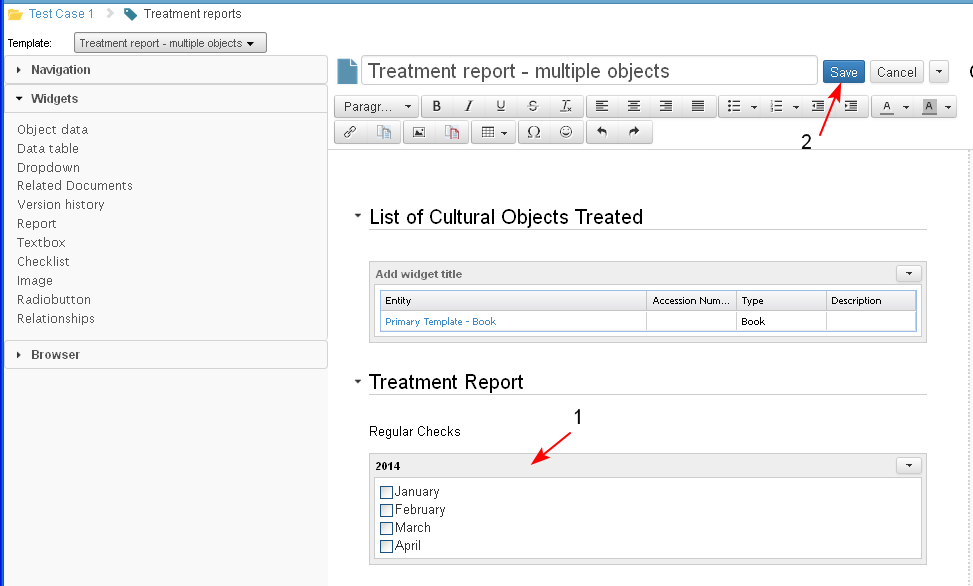 Test Case 1 Treatment reports
Template: Treatment report - multiple objects
Navigation
Widgets
Object data
Data table
Dropdown
Related Documents
Version history
Report
Textbox
Checklist
Image
Radiobutton
Relationships
Browser
Treatment report - multiple objects Save Cancel
Paragr... B I U S Tx A A
Ω
2
List of Cultural Objects Treated
Add widget title
Entity Accession Num... Type Description
Primary Template - Book Book
Treatment Report
1
Regular Checks
2014
January
February
March
April